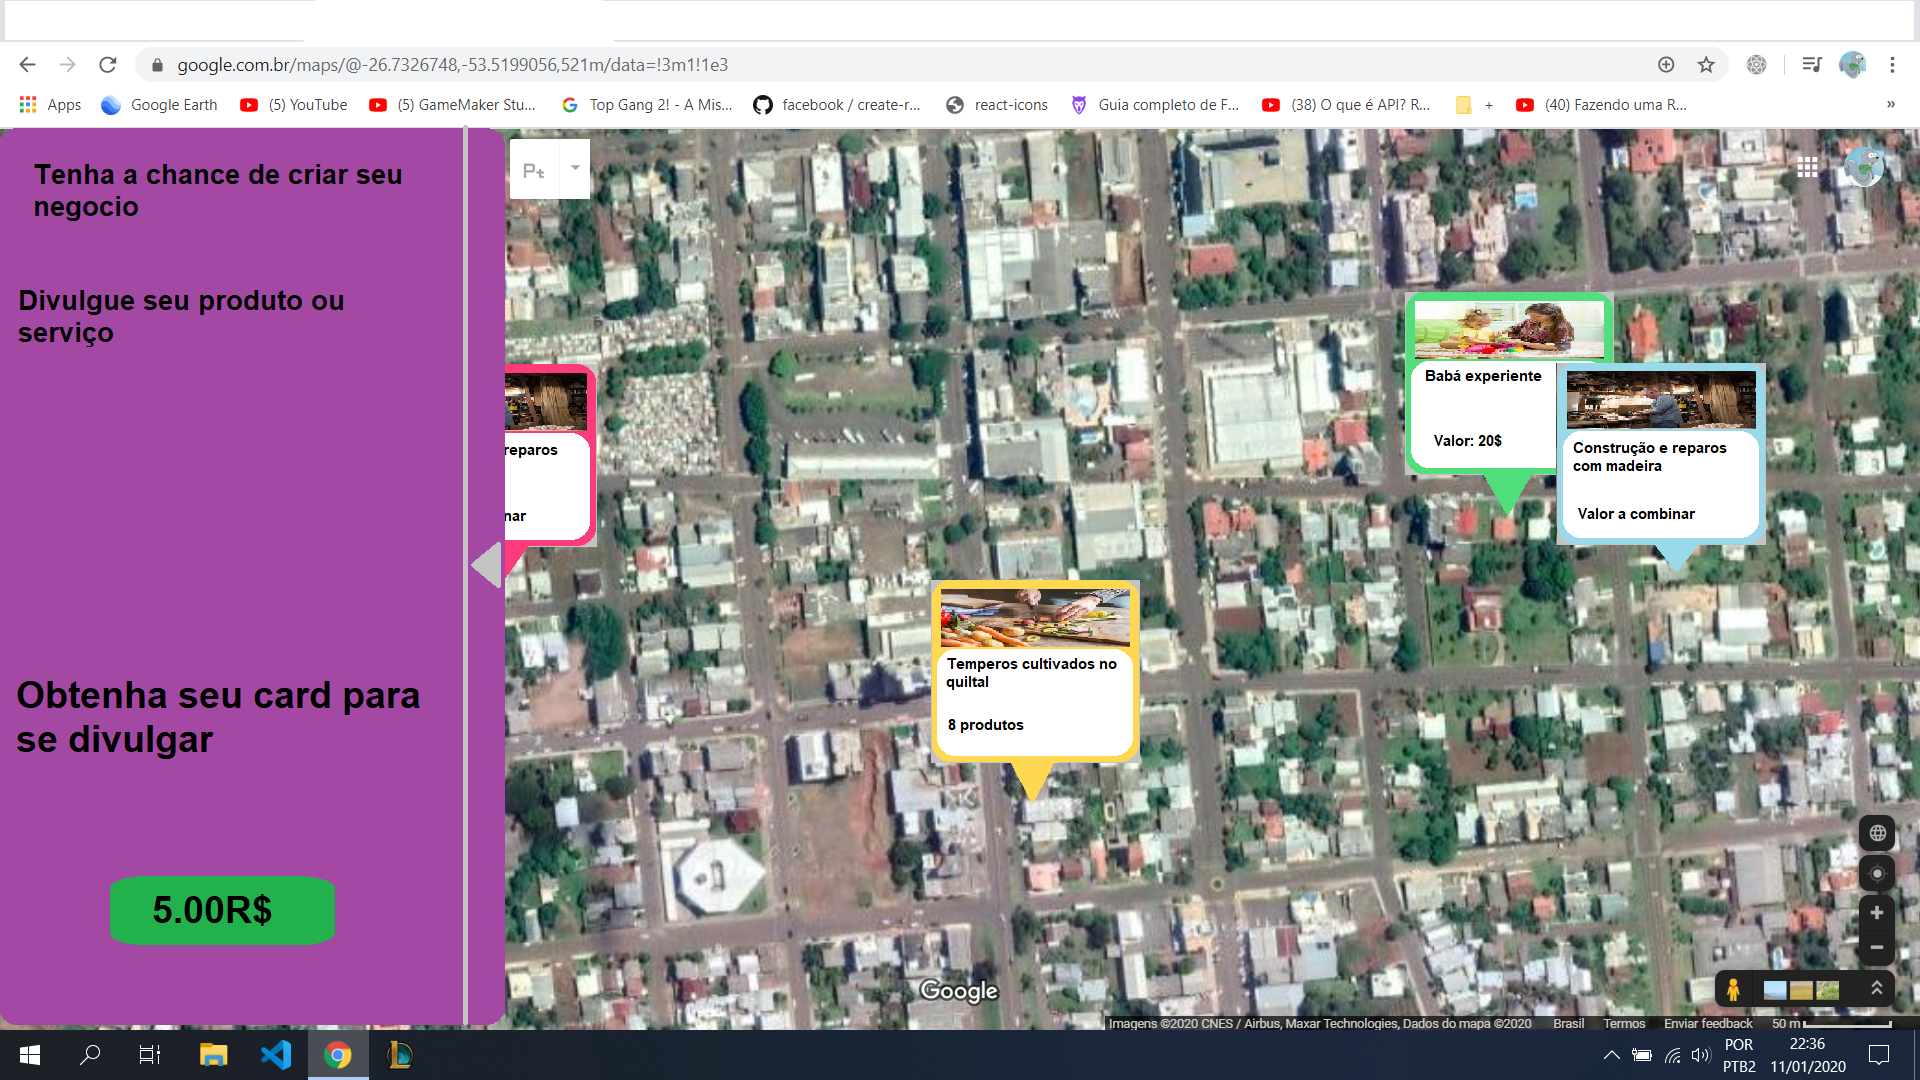 google.com.br/maps/@-26.7326748,-53.5199056,521m/data=!3m1!1e3
Apps
Google Earth
(5) YouTube
(5) GameMaker Stu...
Top Gang 2! - A Mis...
facebook / create-r...
react-icons
Guia completo de F...
(38) O que é API? R...
+
(40) Fazendo uma R...
»
Tenha a chance de criar seu
negocio
Divulgue seu produto ou
serviço
Obtenha seu card para
se divulgar
5.00R$
Pt
reparos
nar
Babá experiente
Valor: 20$
Construção e reparos
com madeira
Valor a combinar
Temperos cultivados no
quiltal
8 produtos
Google
Imagens ©2020 CNES / Airbus, Maxar Technologies, Dados do mapa ©2020
Brasil
Termos
Enviar feedback
50 m
POR
PTB2
22:36
11/01/2020